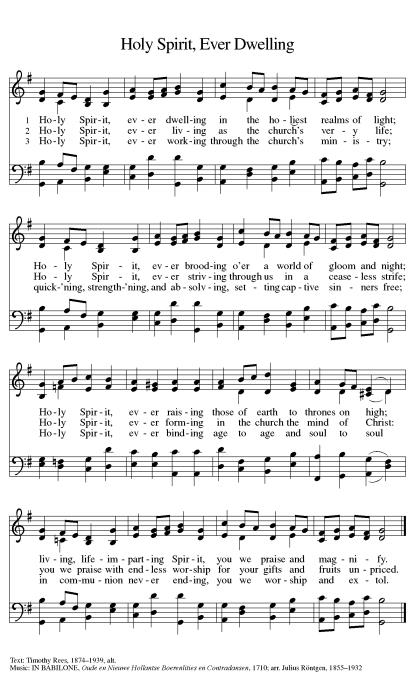 Holy Spirit, Ever Dwelling
1 Ho - ly Spir - it, ev - er dwell - ing in the ho - liest realms of light;
2 Ho - ly Spir - it, ev - er liv - ing as the church's ver - y life;
3 Ho - ly Spir - it, ev - er work - ing through the church's min - is - try;
Ho - ly Spir - it, ev - er brood - ing o'er a world of gloom and night;
Ho - ly Spir - it, ev - er striv - ing through us in a cease - less strife;
quick - 'ning, strength - 'ning, and ab - solv - ing, set - ting cap - tive sin - ners free;
Ho - ly Spir - it, ev - er rais - ing those of earth to thrones on high;
Ho - ly Spir - it, ev - er form - ing in the church the mind of Christ:
Ho - ly Spir - it, ev - er bind - ing age to age and soul to soul
liv - ing, life - im - part - ing Spir - it, you we praise and mag - ni - fy.
you we praise with end - less wor - ship for your gifts and fruits un - priced.
in com - mu - nion nev - er end - ing, you we wor - ship and ex - tol.
Text: Timothy Rees, 1874–1939, alt.
Music: IN BABILONE, Oude en Nieuwe Hollantse Boerenlities en Contradansen, 1710; arr. Julius Röntgen, 1855–1932